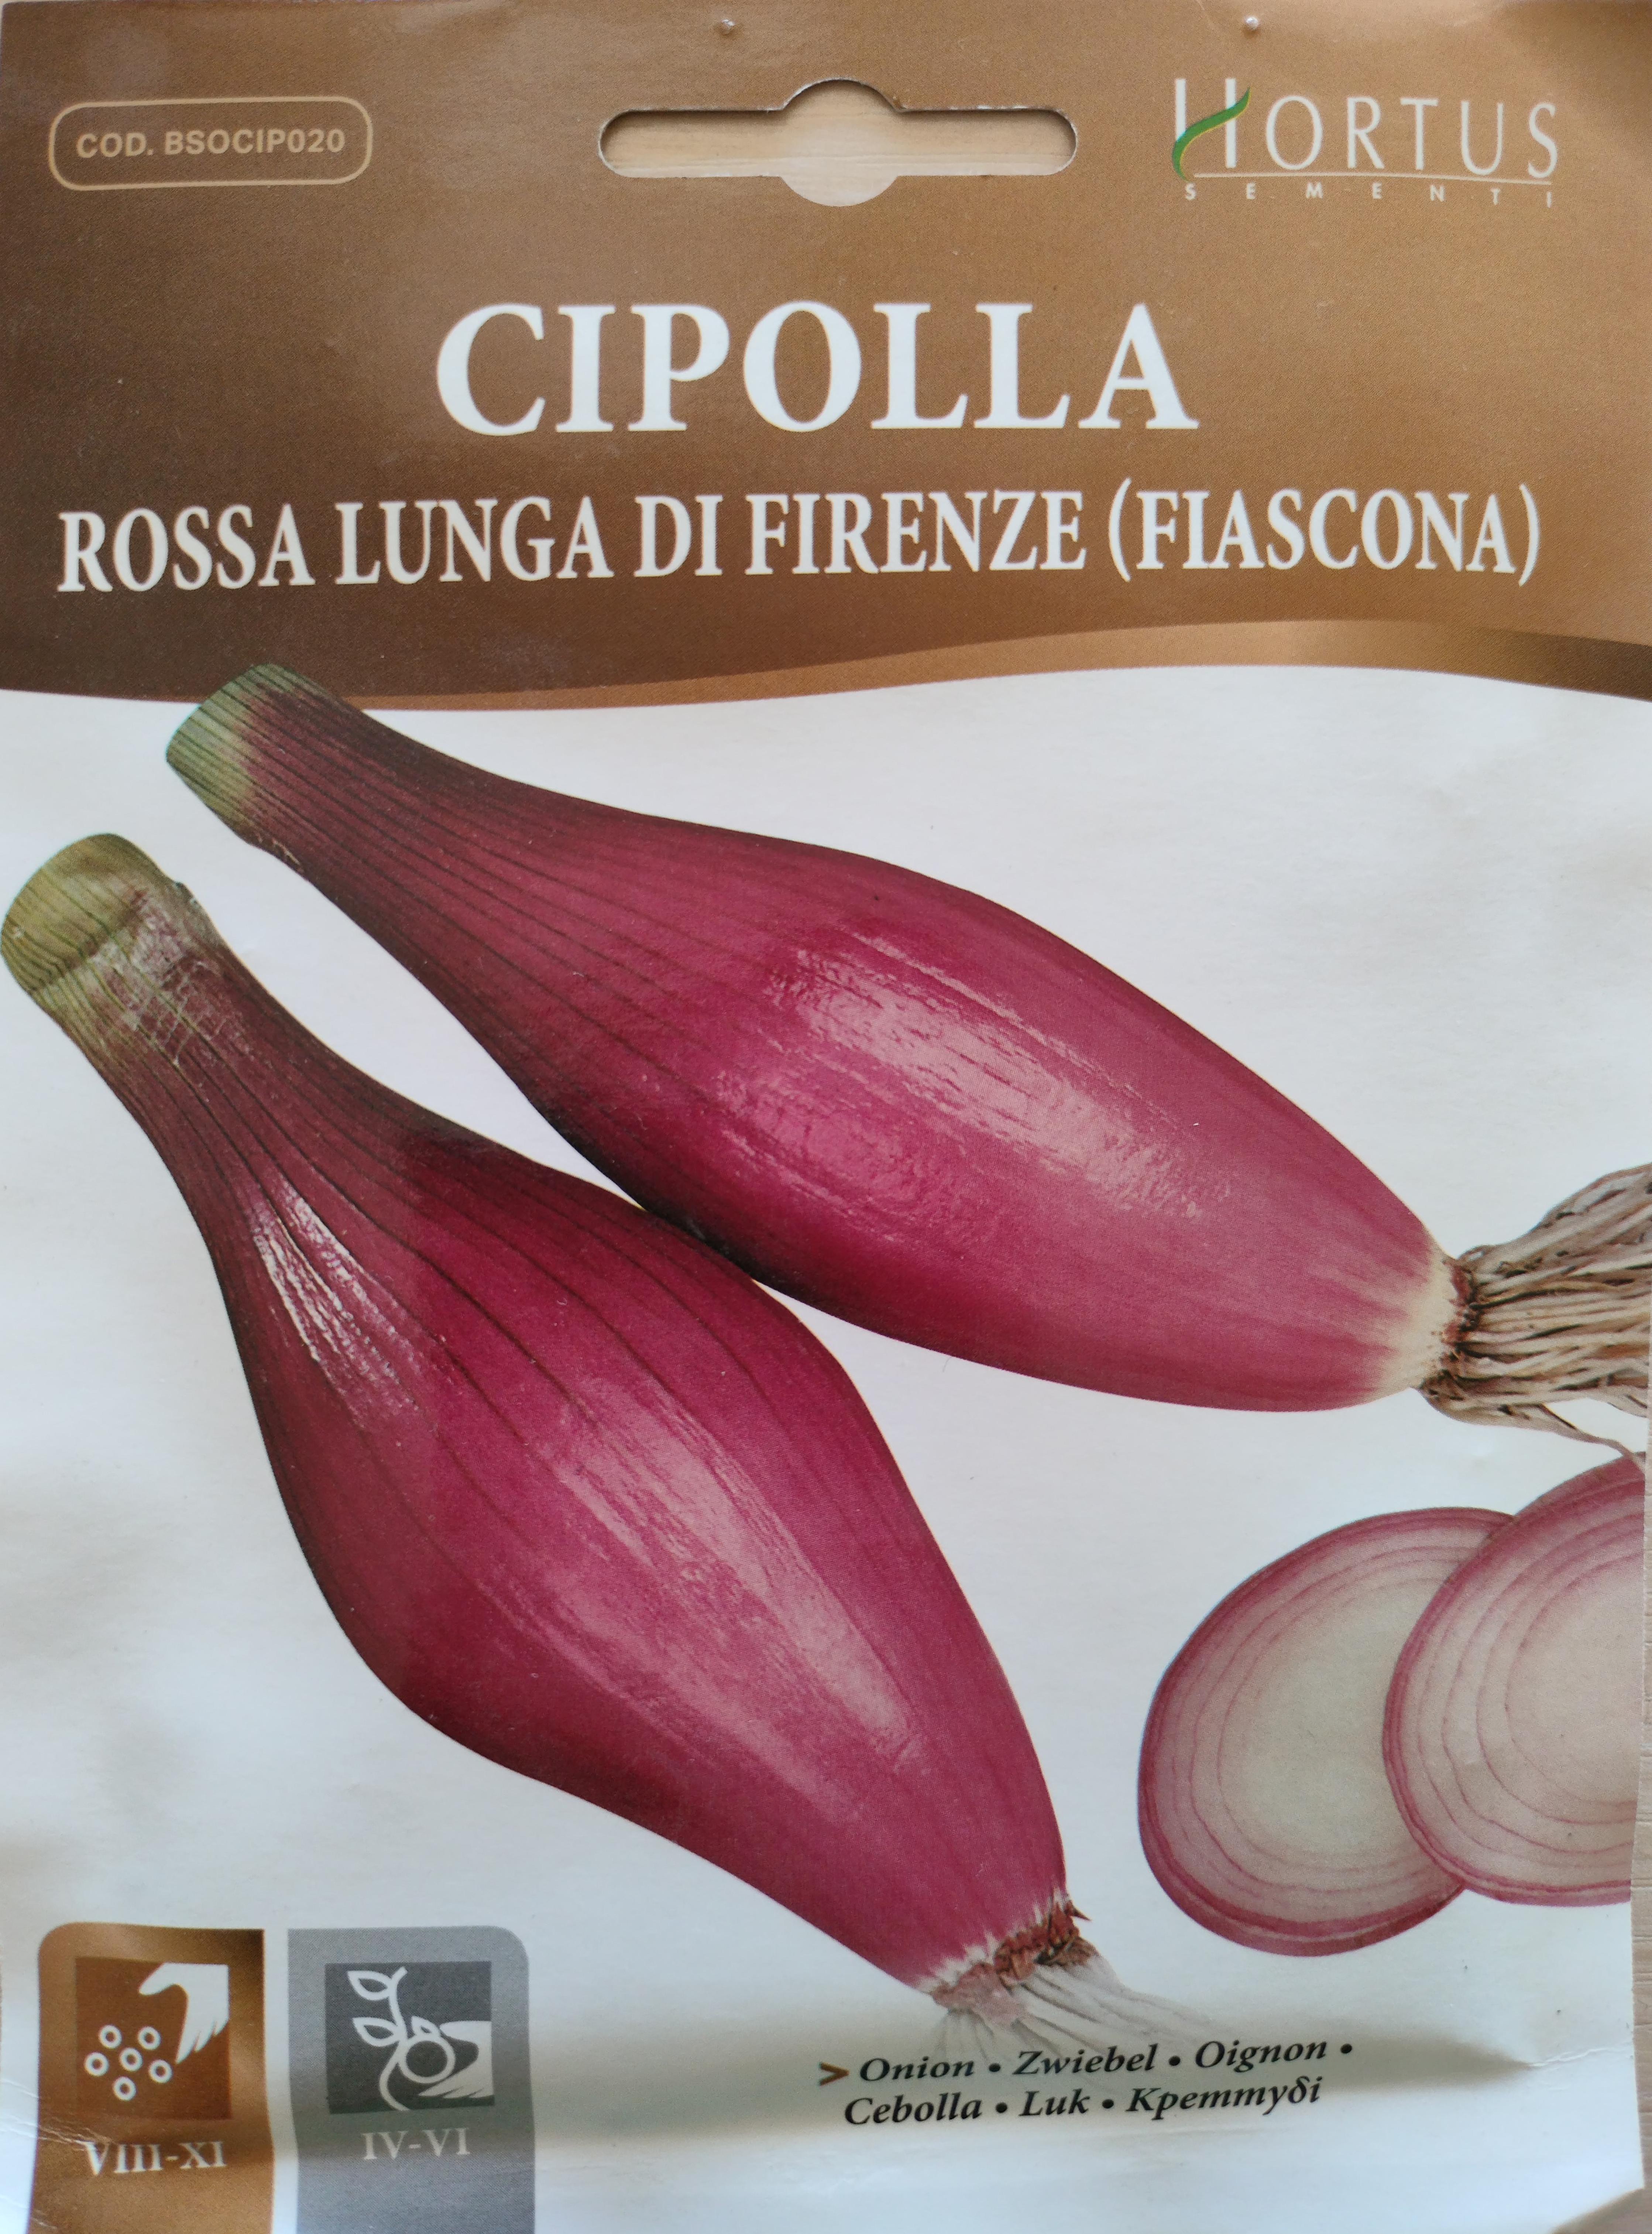 COD. BSOCIP020
HORTUS
SEMENTI
CIPOLLA
ROSSA LUNGA DI FIRENZE (FIASCONA)
> Onion • Zwiebel • Oignon •
Cebolla • Luk • Κρεmmyδi
VIII-XI
IV-VI